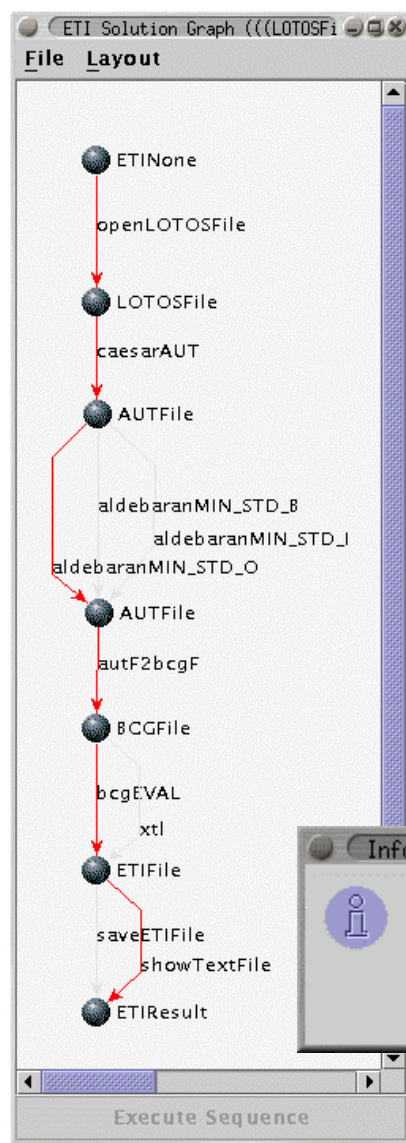 ETI Solution Graph (((LOTOSFi
File Layout
ETINone
openLOTOSFile
LOTOSFile
caesarAUT
AUTFile
aldebaranMIN_STD_B
aldebaranMIN_STD_I
aldebaranMIN_STD_O
AUTFile
autF2bcgF
BCGFile
bcgEVAL
xtl
ETIFile
saveETIFile
showTextFile
ETIResult
Info
Execute Sequence